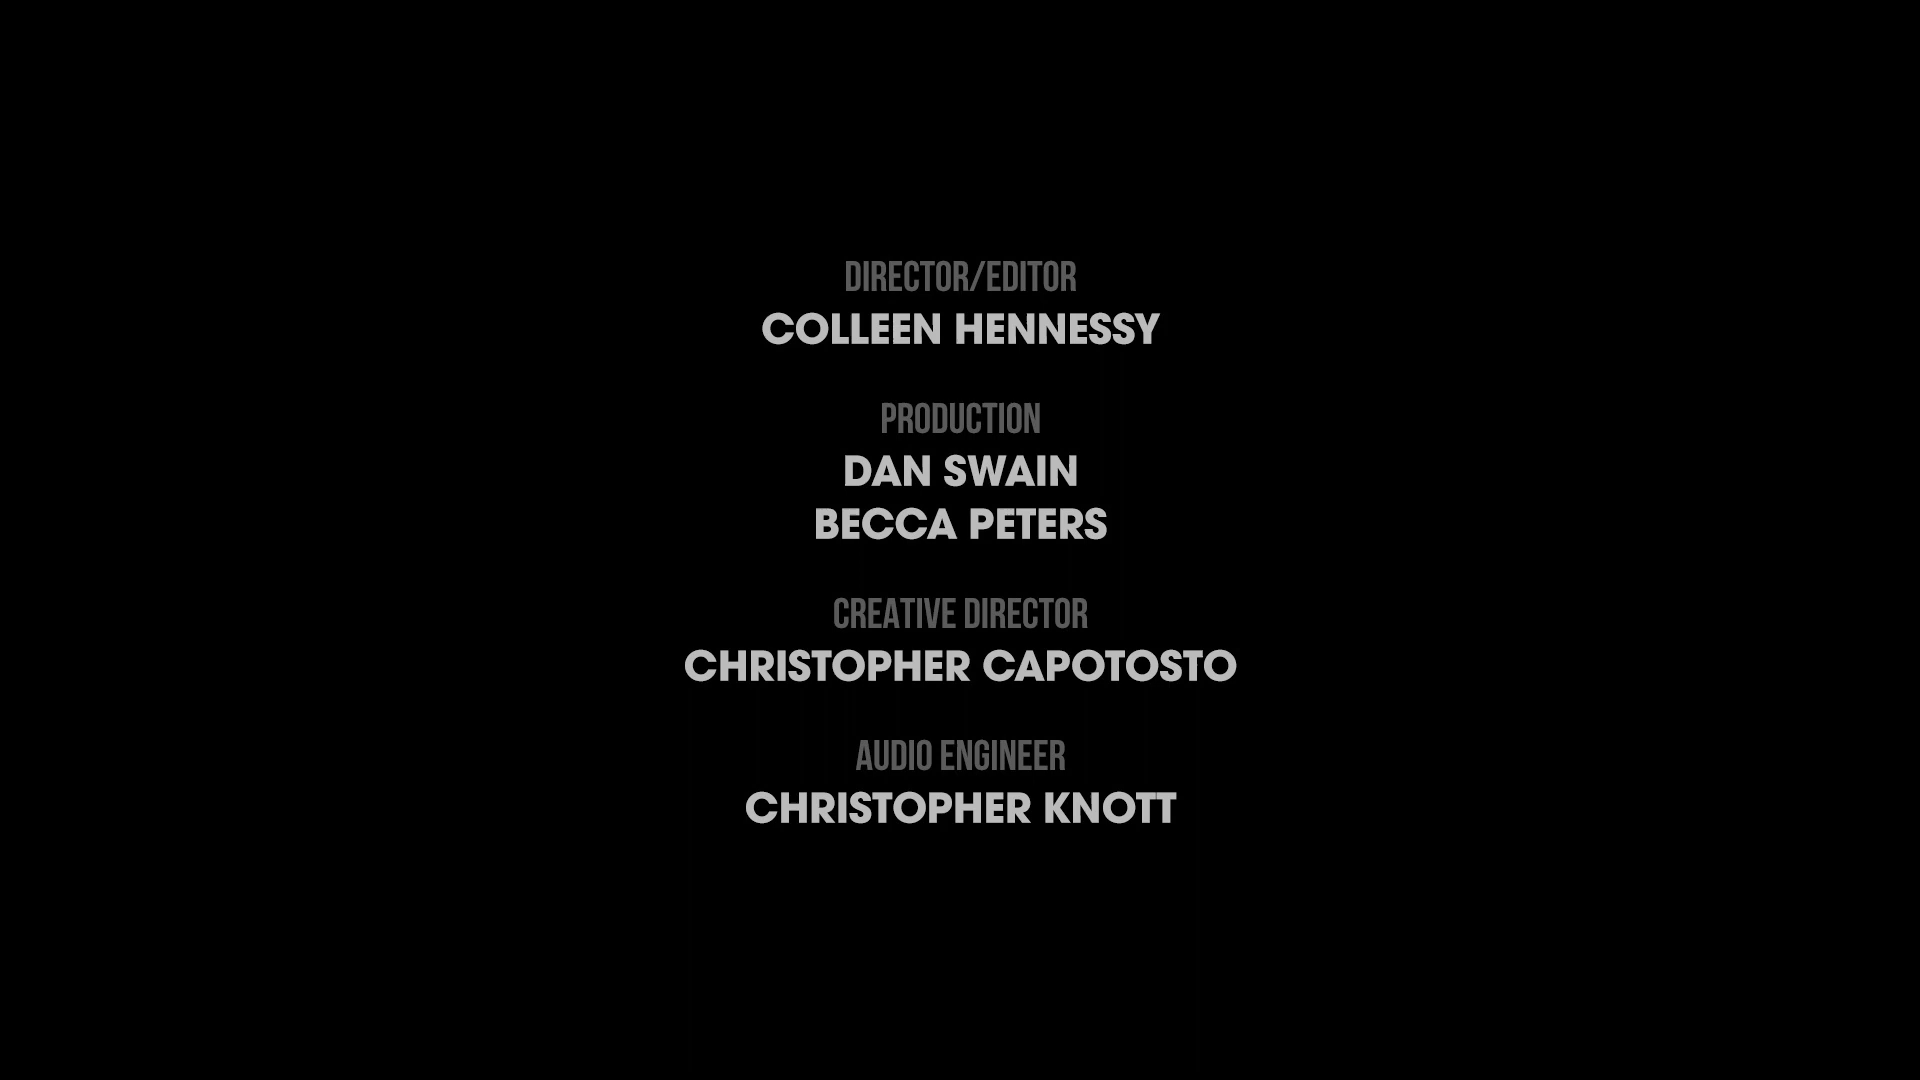 DIRECTOR/EDITOR
COLLEEN HENNESSY
PRODUCTION
DAN SWAIN
BECCA PETERS
CREATIVE DIRECTOR
CHRISTOPHER CAPOTOSTO
AUDIO ENGINEER
CHRISTOPHER KNOTT